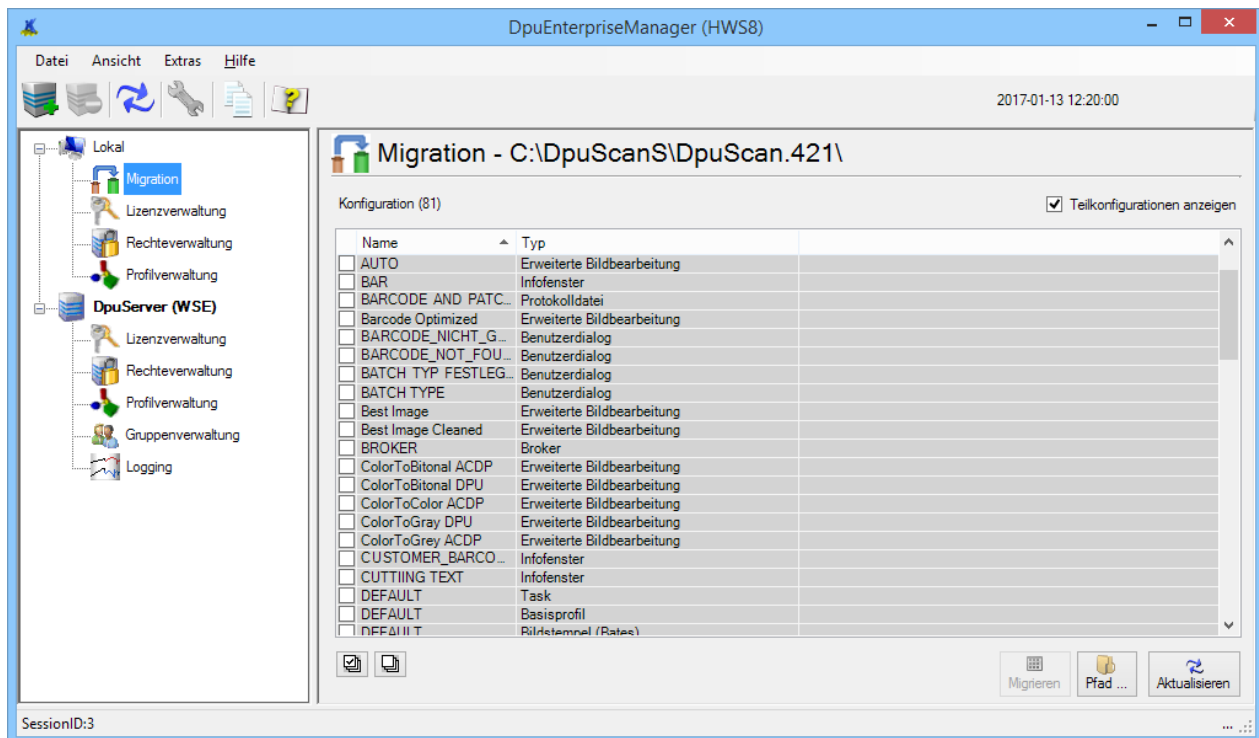 DpuEnterpriseManager (HWS8)
Datei Ansicht Extras Hilfe
2017-01-13 12:20:00
Lokal
Migration
Lizenzverwaltung
Rechteverwaltung
Profilverwaltung
DpuServer (WSE)
Lizenzverwaltung
Rechteverwaltung
Profilverwaltung
Gruppenverwaltung
Logging
Migration - C:\DpuScanS\DpuScan.421\
Konfiguration (81)
Teilkonfigurationen anzeigen
Name Typ
AUTO Erweiterte Bildbearbeitung
BAR Infofenster
BARCODE AND PATC... Protokolldatei
Barcode Optimized Erweiterte Bildbearbeitung
BARCODE_NICHT_G... Benutzerdialog
BARCODE_NOT_FOU... Benutzerdialog
BATCH TYP FESTLEG... Benutzerdialog
BATCH TYPE Benutzerdialog
Best Image Erweiterte Bildbearbeitung
Best Image Cleaned Erweiterte Bildbearbeitung
BROKER Broker
ColorToBitonal ACDP Erweiterte Bildbearbeitung
ColorToBitonal DPU Erweiterte Bildbearbeitung
ColorToColor ACDP Erweiterte Bildbearbeitung
ColorToGray DPU Erweiterte Bildbearbeitung
ColorToGrey ACDP Erweiterte Bildbearbeitung
CUSTOMER_BARCO... Infofenster
CUTTIING TEXT Infofenster
DEFAULT Task
DEFAULT Basisprofil
DEFAULT Bildstempel (Bates)
Migrieren
Pfad ...
Aktualisieren
SessionID:3
...